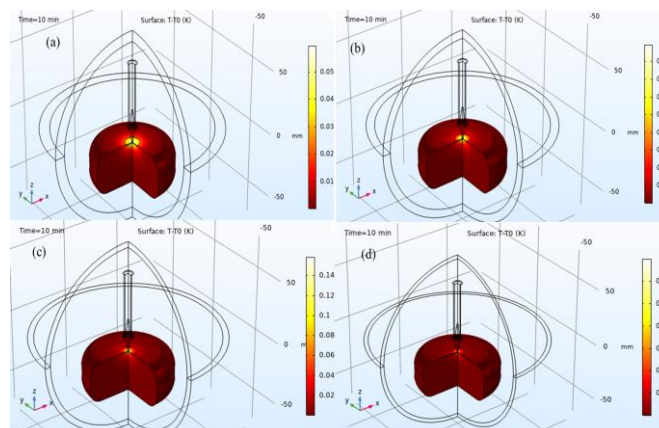 Time=10 min Surface: T-T0 (K) -50
(a)
50
0.05
0.04
0.03
0 mm
0.02
-50
0.01
z
y x
Time=10 min Surface: T-T0 (K) -50
(b)
50
0 mm
-50
z
y x
Time=10 min Surface: T-T0 (K) -50
(c)
50
0.14
0.12
0.1
0.08
0 mm
0.06
0.04
-50
0.02
z
y x
Time=10 min Surface: T-T0 (K) -50
(d)
50
0 mm
-50
z
y x